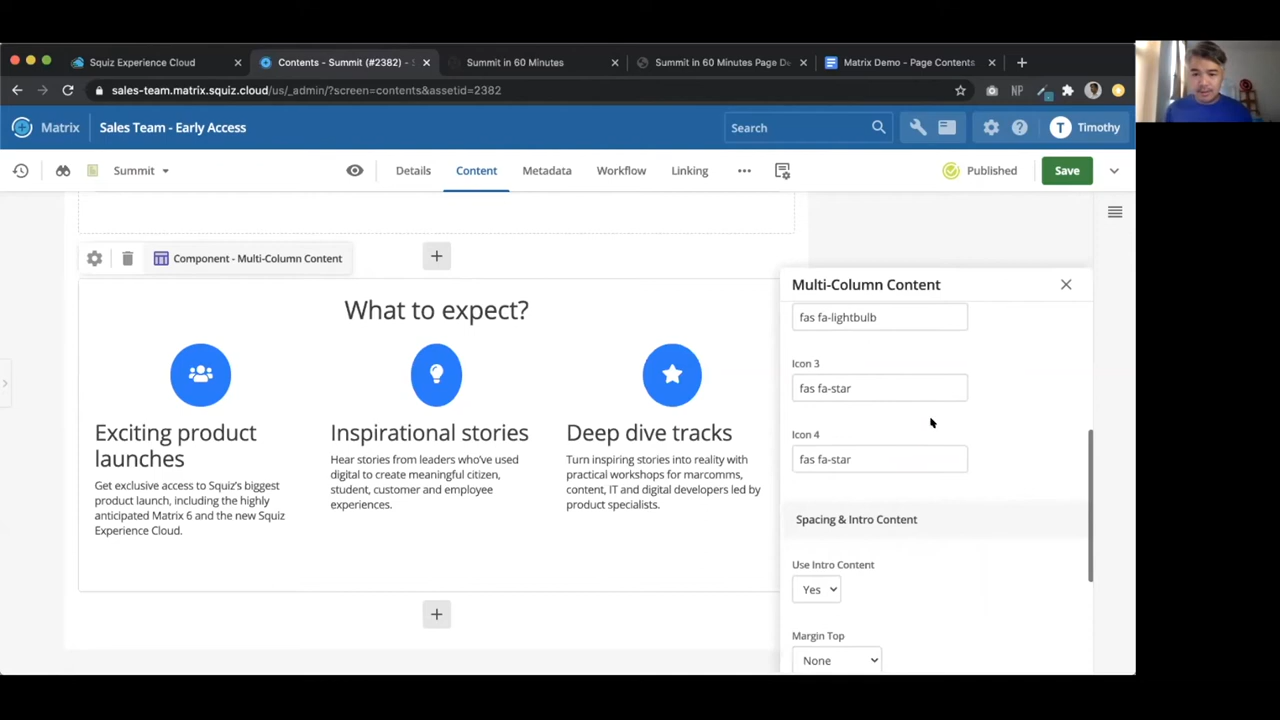 Squiz Experience Cloud
Contents - Summit (#2382) -
Summit in 60 Minutes
Summit in 60 Minutes Page De
Matrix Demo - Page Contents
sales-team.matrix.squiz.cloud/us/_admin/?screen=contents&assetid=2382
NP
Matrix
Sales Team - Early Access
Search
T
Timothy
Summit
Details
Content
Metadata
Workflow
Linking
Published
Save
Component - Multi-Column Content
What to expect?
Exciting product
launches
Get exclusive access to Squiz's biggest
product launch, including the highly
anticipated Matrix 6 and the new Squiz
Experience Cloud.
Inspirational stories
Hear stories from leaders who've used
digital to create meaningful citizen,
student, customer and employee
experiences.
Deep dive tracks
Turn inspiring stories into reality with
practical workshops for marcomms,
content, IT and digital developers led by
product specialists.
Multi-Column Content
fas fa-lightbulb
Icon 3
fas fa-star
Icon 4
fas fa-star
Spacing & Intro Content
Use Intro Content
Yes
Margin Top
None